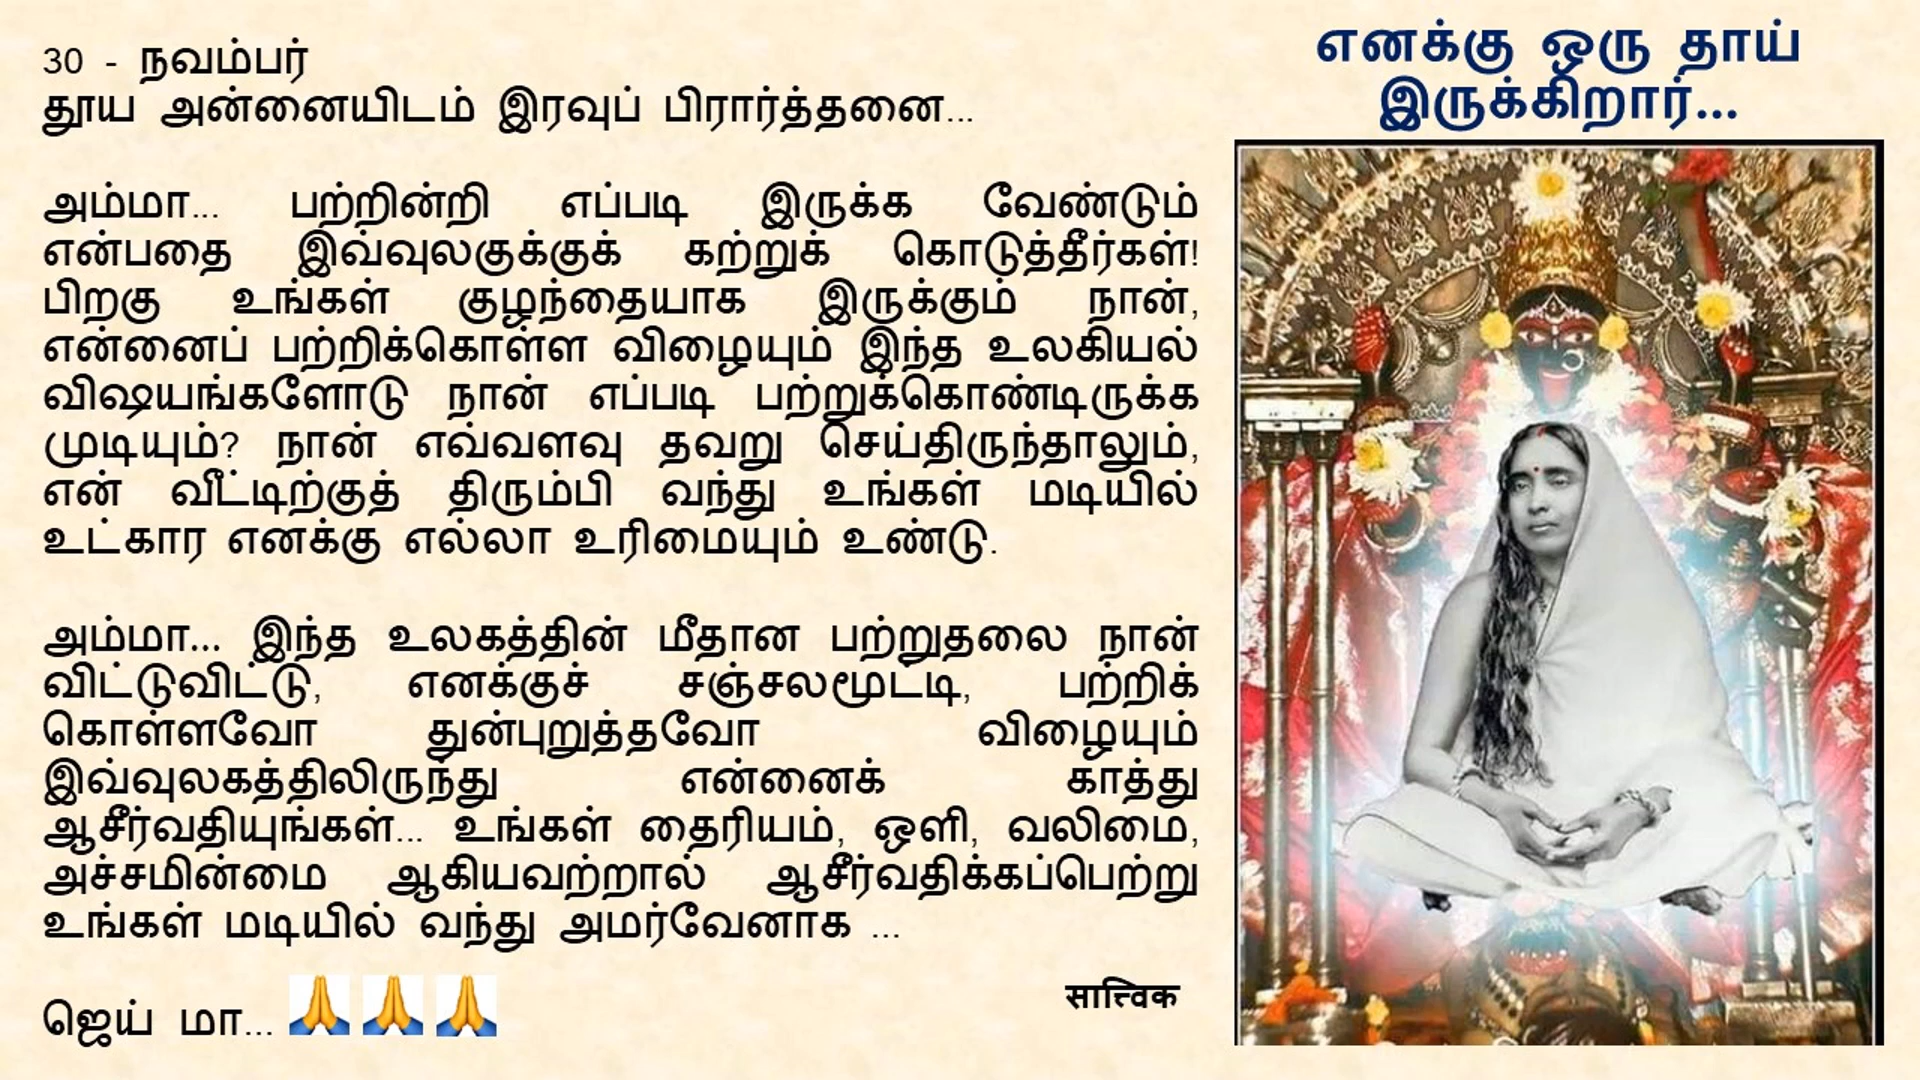 30 - நவம்பர்
தூய அன்னையிடம் இரவுப் பிரார்த்தனை...
அம்மா... பற்றின்றி எப்படி இருக்க வேண்டும்
என்பதை இவ்வுலகுக்குக் கற்றுக் கொடுத்தீர்கள்!
பிறகு உங்கள் குழந்தையாக இருக்கும் நான்,
என்னைப் பற்றிக்கொள்ள விழையும் இந்த உலகியல்
விஷயங்களோடு நான் எப்படி பற்றுக்கொண்டிருக்க
முடியும்? நான் எவ்வளவு தவறு செய்திருந்தாலும்,
என் வீட்டிற்குத் திரும்பி வந்து உங்கள் மடியில்
உட்கார எனக்கு எல்லா உரிமையும் உண்டு.
அம்மா... இந்த உலகத்தின் மீதான பற்றுதலை நான்
விட்டுவிட்டு, எனக்குச் சஞ்சலமூட்டி, பற்றிக்
கொள்ளவோ துன்புறுத்தவோ விழையும்
இவ்வுலகத்திலிருந்து என்னைக் காத்து
ஆசீர்வதியுங்கள்... உங்கள் தைரியம், ஒளி, வலிமை,
அச்சமின்மை ஆகியவற்றால் ஆசீர்வதிக்கப்பெற்று
உங்கள் மடியில் வந்து அமர்வேனாக ...
ஜெய் மா... 🙏🙏🙏
सात्त्विक
எனக்கு ஒரு தாய்
இருக்கிறார்...